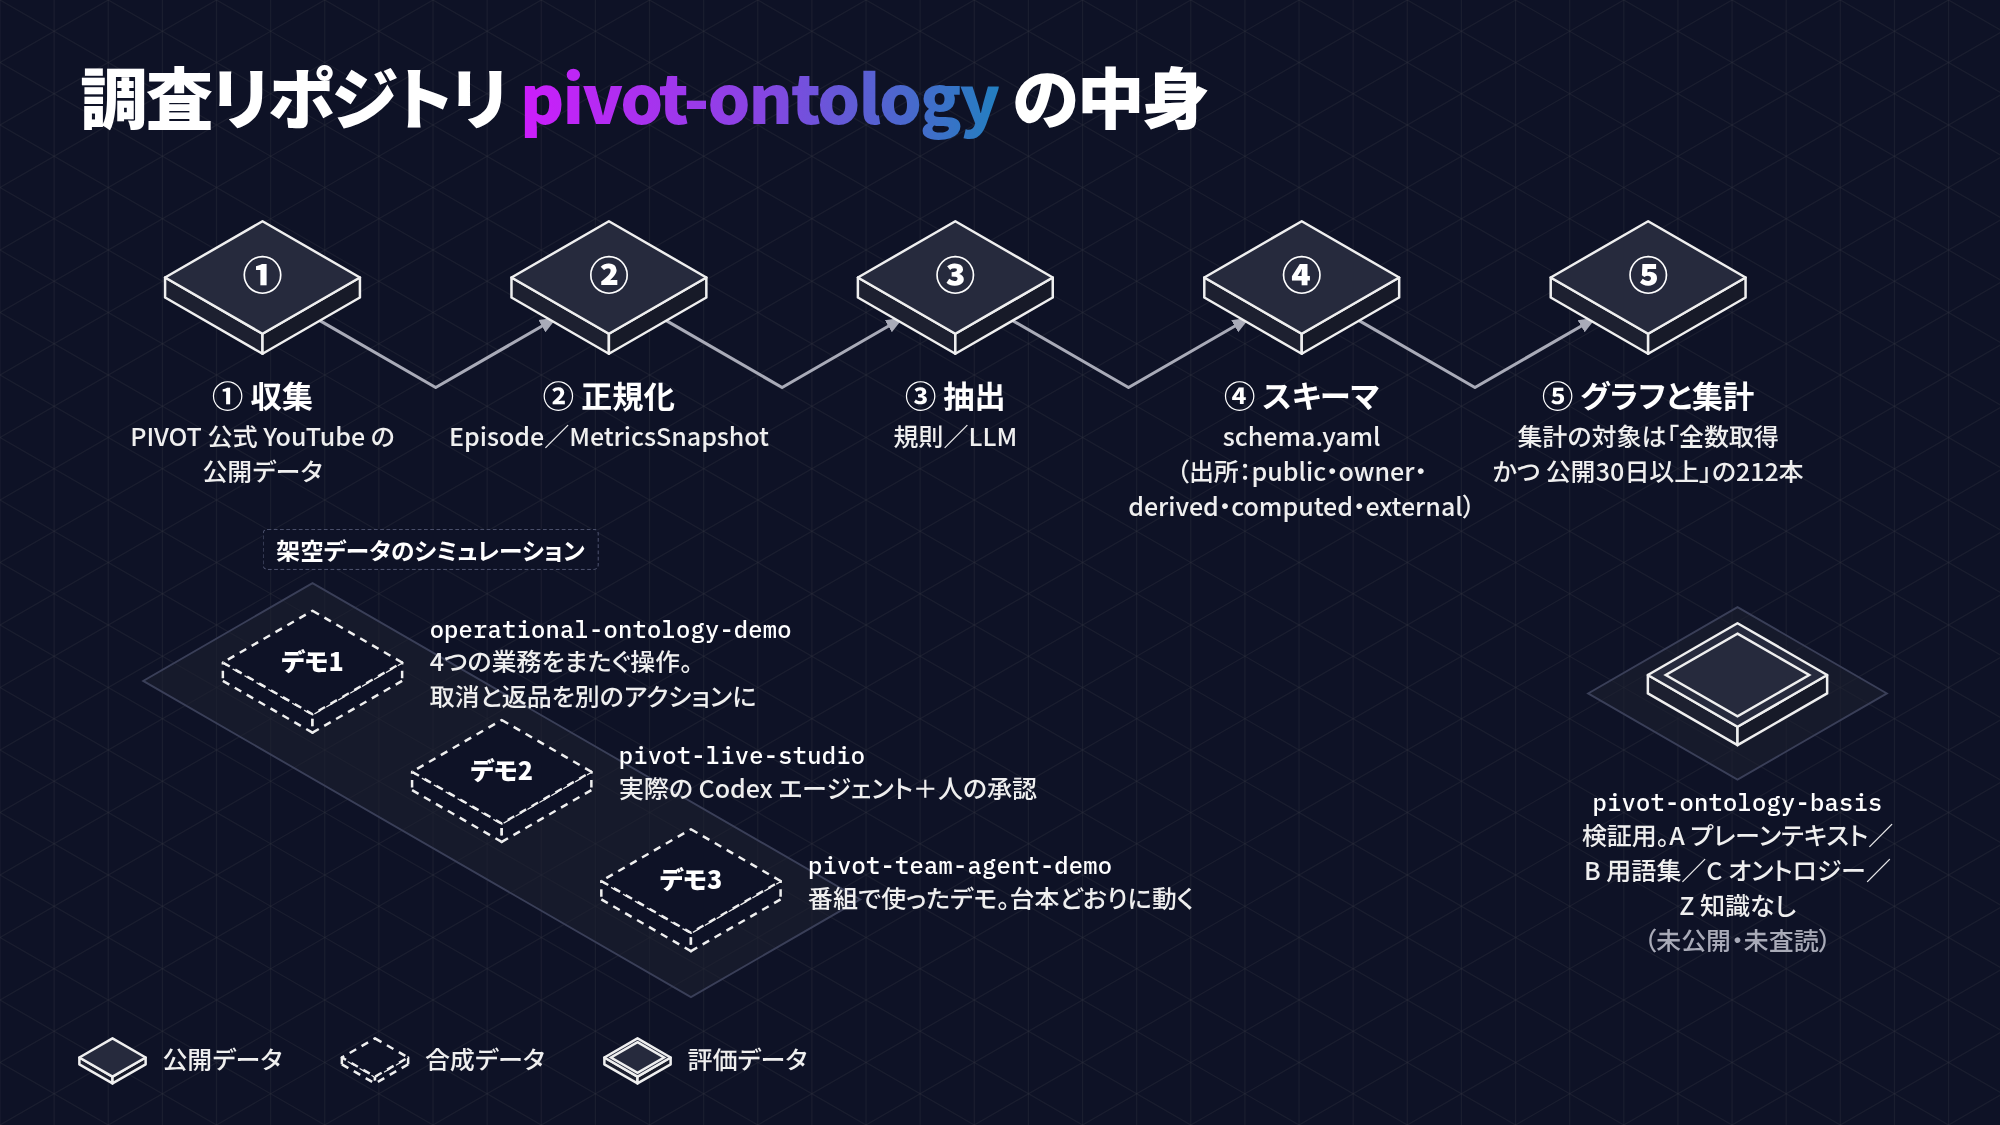 調査リポジトリ pivot-ontology の中身
①
②
③
④
⑤
① 収集
PIVOT 公式 YouTube の
公開データ
② 正規化
Episode／MetricsSnapshot
③ 抽出
規則／LLM
④ スキーマ
schema.yaml
（出所：public・owner・
derived・computed・external）
⑤ グラフと集計
集計の対象は「全数取得
かつ 公開30日以上」の212本
架空データのシミュレーション
デモ1
operational-ontology-demo
4つの業務をまたぐ操作。
取消と返品を別のアクションに
デモ2
pivot-live-studio
実際の Codex エージェント＋人の承認
デモ3
pivot-team-agent-demo
番組で使ったデモ。台本どおりに動く
pivot-ontology-basis
検証用。A プレーンテキスト／
B 用語集／C オントロジー／
Z 知識なし
（未公開・未査読）
公開データ
合成データ
評価データ